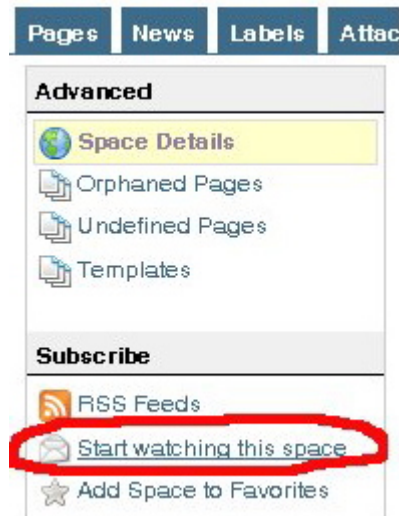 Pages News Labels Attac
Advanced
Space Details
Orphaned Pages
Undefined Pages
Templates
Subscribe
RSS Feeds
Start watching this space
Add Space to Favorites